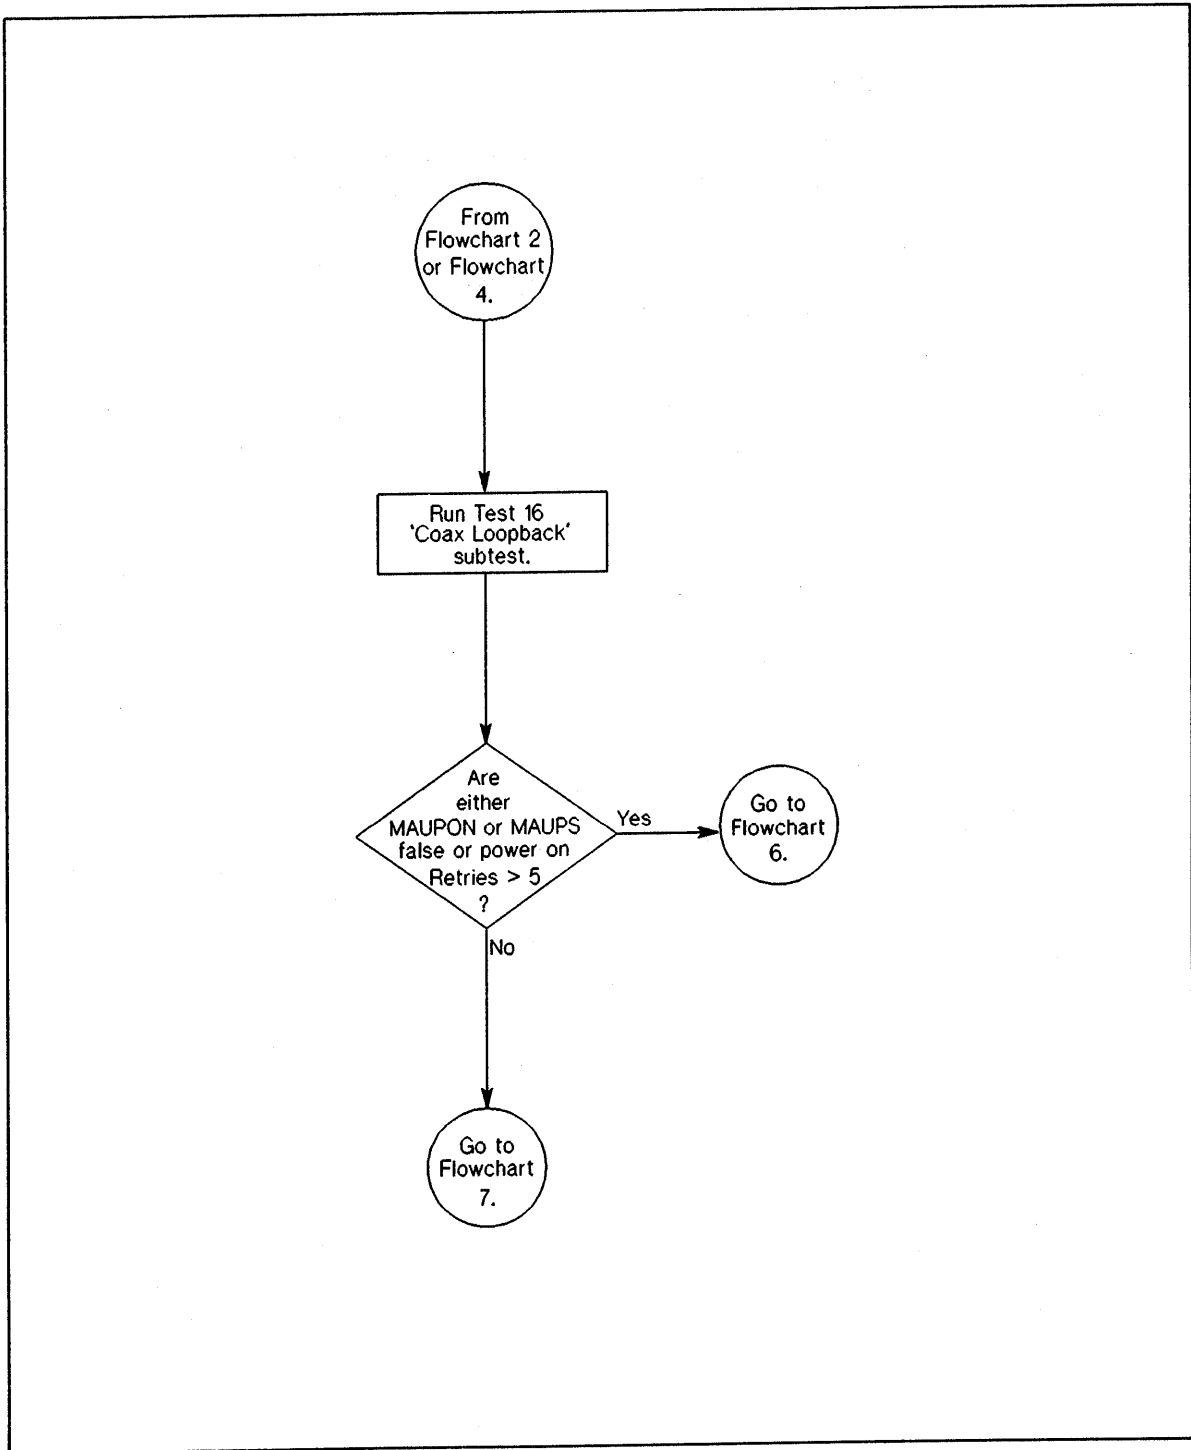 From
Flowchart 2
or Flowchart
4.
Run Test 16
'Coax Loopback'
subtest.
Are
either
MAUPON or MAUPS
false or power on
Retries > 5
?
Yes
Go to
Flowchart
6.
No
Go to
Flowchart
7.